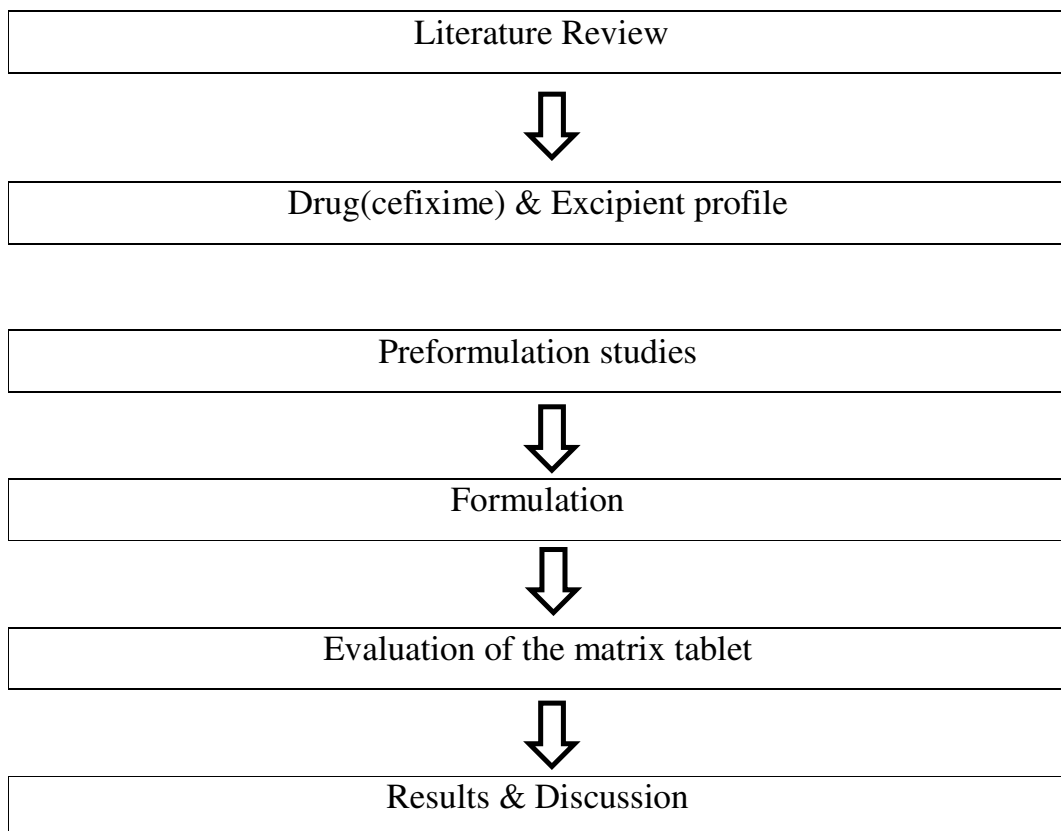 Literature Review
Drug(cefixime) & Excipient profile
Preformulation studies
Formulation
Evaluation of the matrix tablet
Results & Discussion